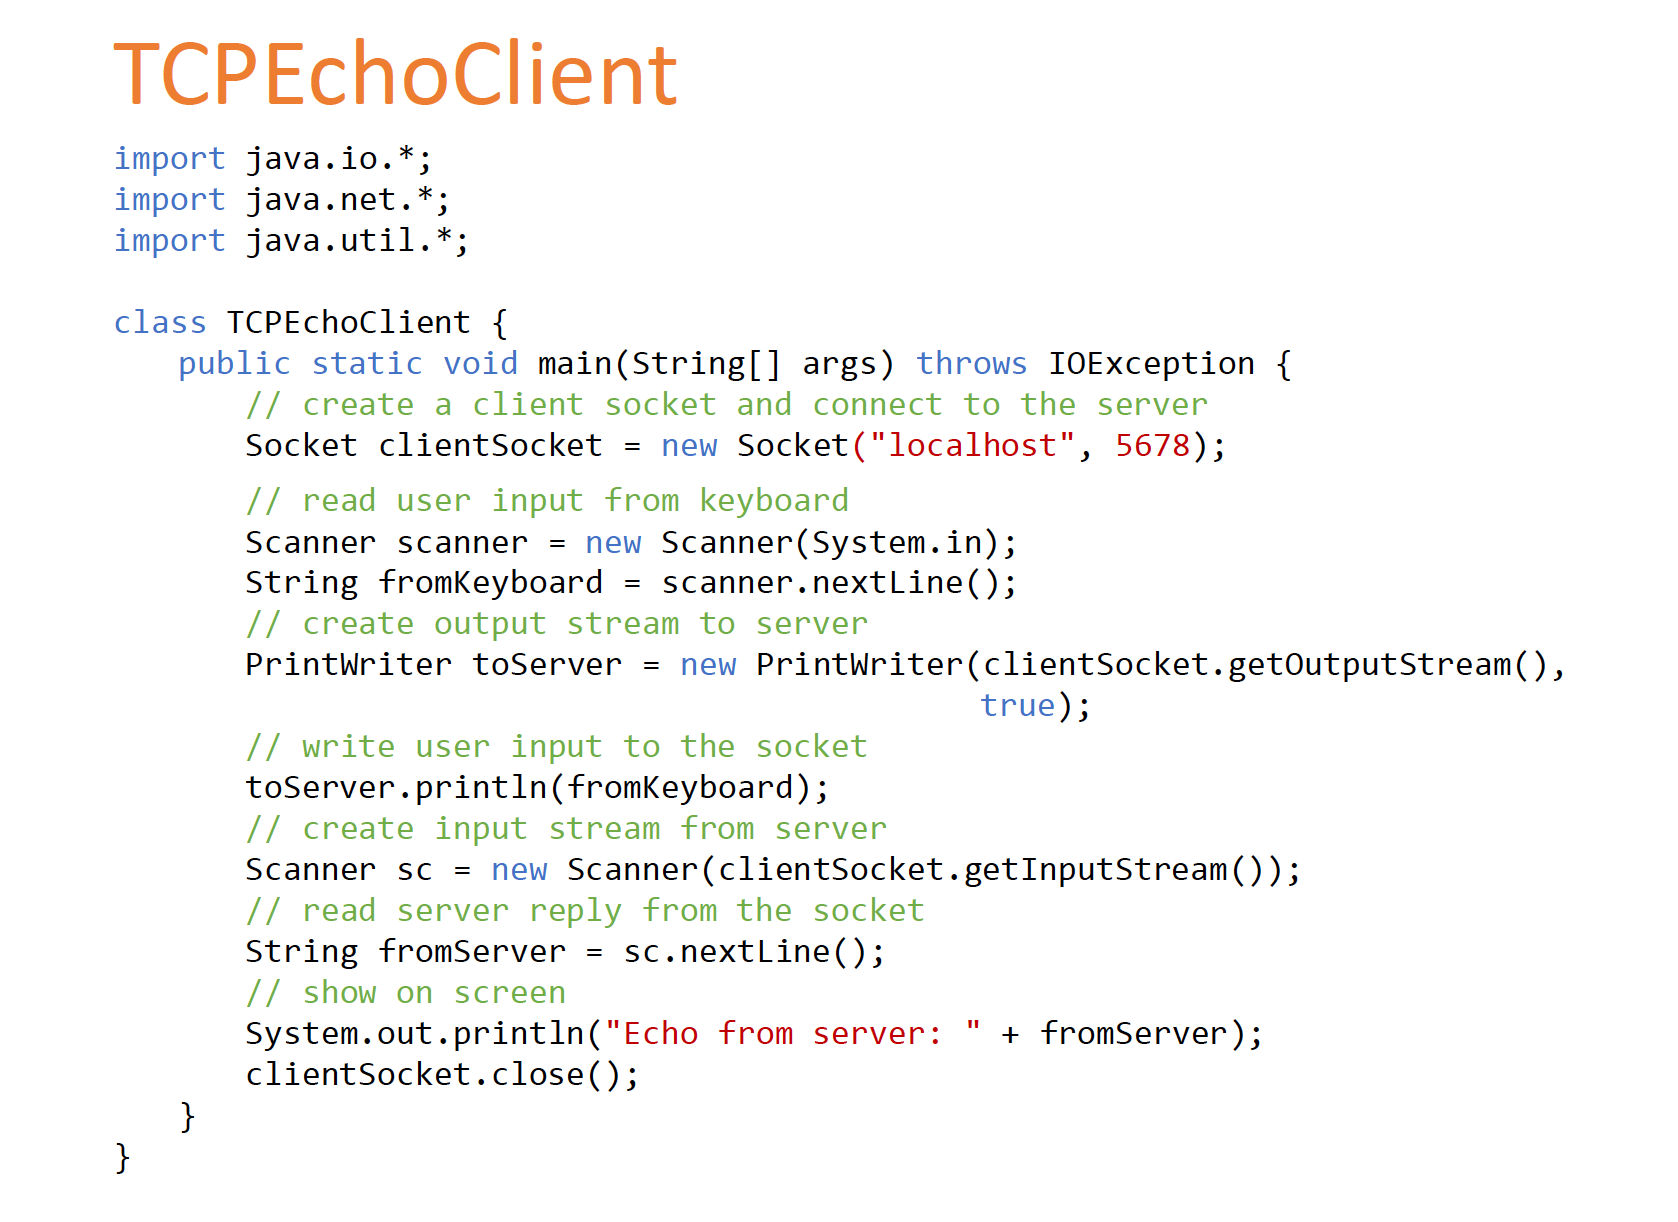 TCPEchoClient
import java.io.*;
import java.net.*;
import java.util.*;
class TCPEchoClient {
public static void main(String[] args) throws IOException {
// create a client socket and connect to the server
Socket clientSocket = new Socket("localhost", 5678);
// read user input from keyboard
Scanner scanner = new Scanner(System.in);
String fromKeyboard = scanner.nextLine();
// create output stream to server
PrintWriter toServer = new PrintWriter(clientSocket.getOutputStream(),
true);
// write user input to the socket
toServer.println(fromKeyboard);
// create input stream from server
Scanner sc = new Scanner(clientSocket.getInputStream());
// read server reply from the socket
String fromServer = sc.nextLine();
// show on screen
System.out.println("Echo from server: " + fromServer);
clientSocket.close();
}
}